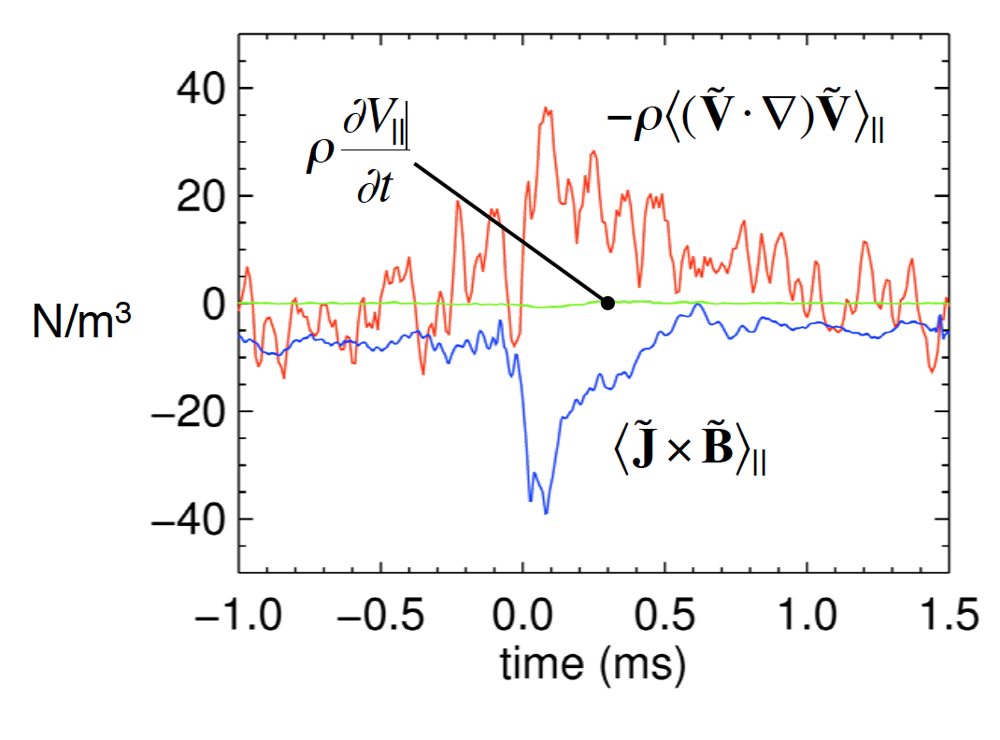 40
20
0
−20
−40
N/m³
ρ ∂V||/∂t
−ρ⟨(Ṽ · ∇)Ṽ⟩||
⟨J̃ × B̃⟩||
−1.0 −0.5 0.0 0.5 1.0 1.5
time (ms)